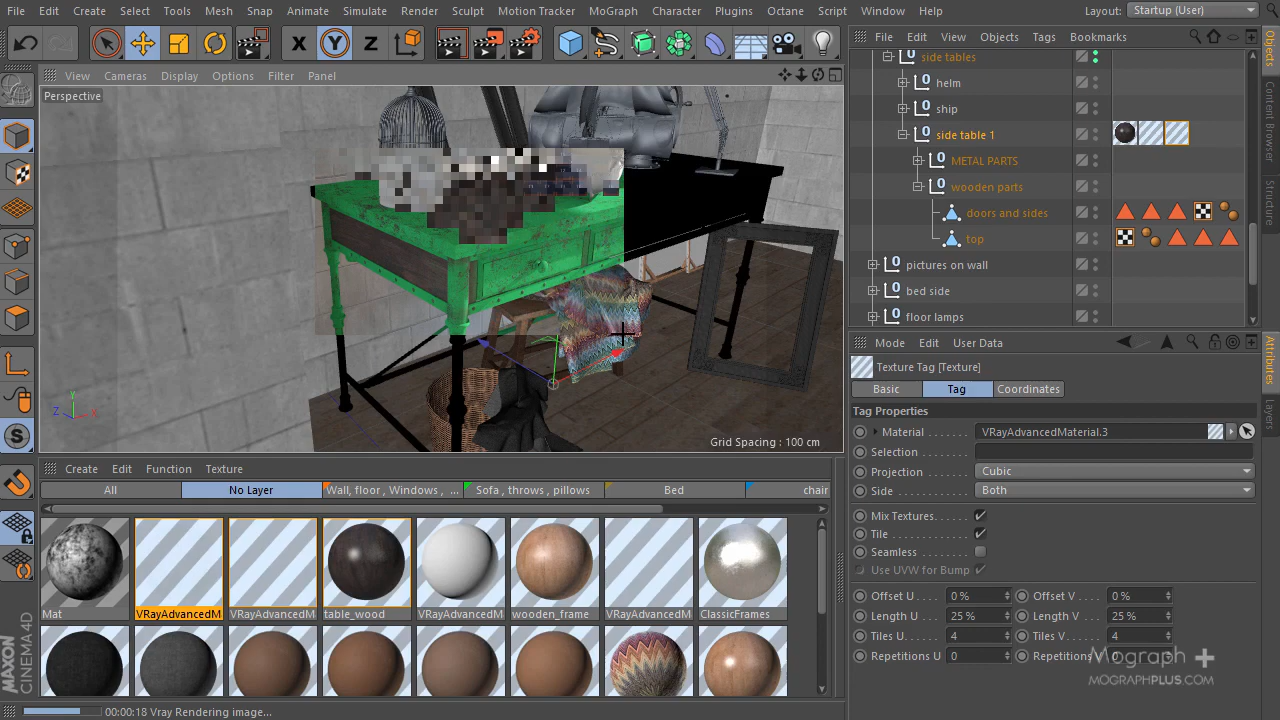 File Edit Create Select Tools Mesh Snap Animate Simulate Render Sculpt Motion Tracker MoGraph Character Plugins Octane Script Window Help Layout: Startup (User)
X Y Z
View Cameras Display Options Filter Panel
Perspective
Y
Z X
Grid Spacing : 100 cm
File Edit View Objects Tags Bookmarks
side tables
helm
ship
side table 1
METAL PARTS
wooden parts
doors and sides
top
pictures on wall
bed side
floor lamps
Objects
Content Browser
Structure
Mode Edit User Data
Texture Tag [Texture]
Basic Tag Coordinates
Tag Properties
Material VRayAdvancedMaterial.3
Selection
Projection Cubic
Side Both
Mix Textures
Tile
Seamless
Use UVW for Bump
Offset U 0 % Offset V 0 %
Length U 25 % Length V 25 %
Tiles U 4 Tiles V 4
Repetitions U 0 Repetitions V 0
Attributes
Layers
Create Edit Function Texture
All No Layer Wall, floor , Windows , ... Sofa , throws , pillows Bed chair
Mat VRayAdvancedM VRayAdvancedM table_wood VRayAdvancedM wooden_frame VRayAdvancedM ClassicFrames
MAXON
CINEMA 4D
Mograph +
MOGRAPHPLUS.COM
00:00:18 Vray Rendering image...